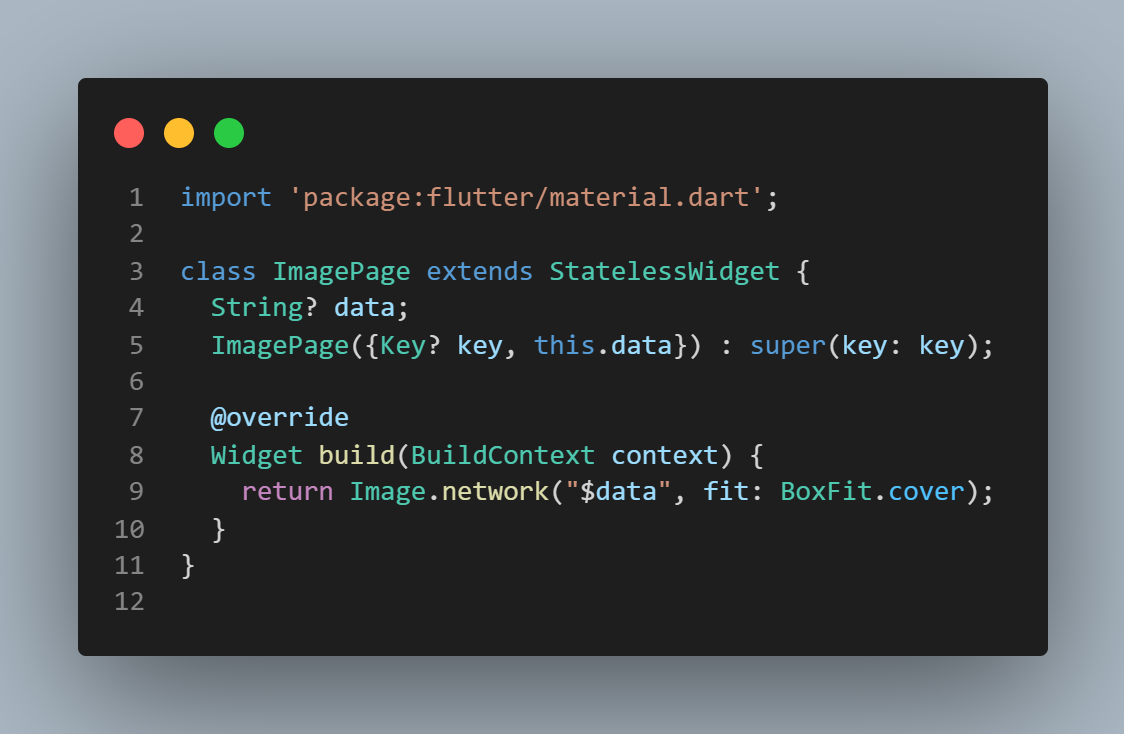 1 import 'package:flutter/material.dart';
2
3 class ImagePage extends StatelessWidget {
4   String? data;
5   ImagePage({Key? key, this.data}) : super(key: key);
6
7   @override
8   Widget build(BuildContext context) {
9     return Image.network("$data", fit: BoxFit.cover);
10   }
11 }
12